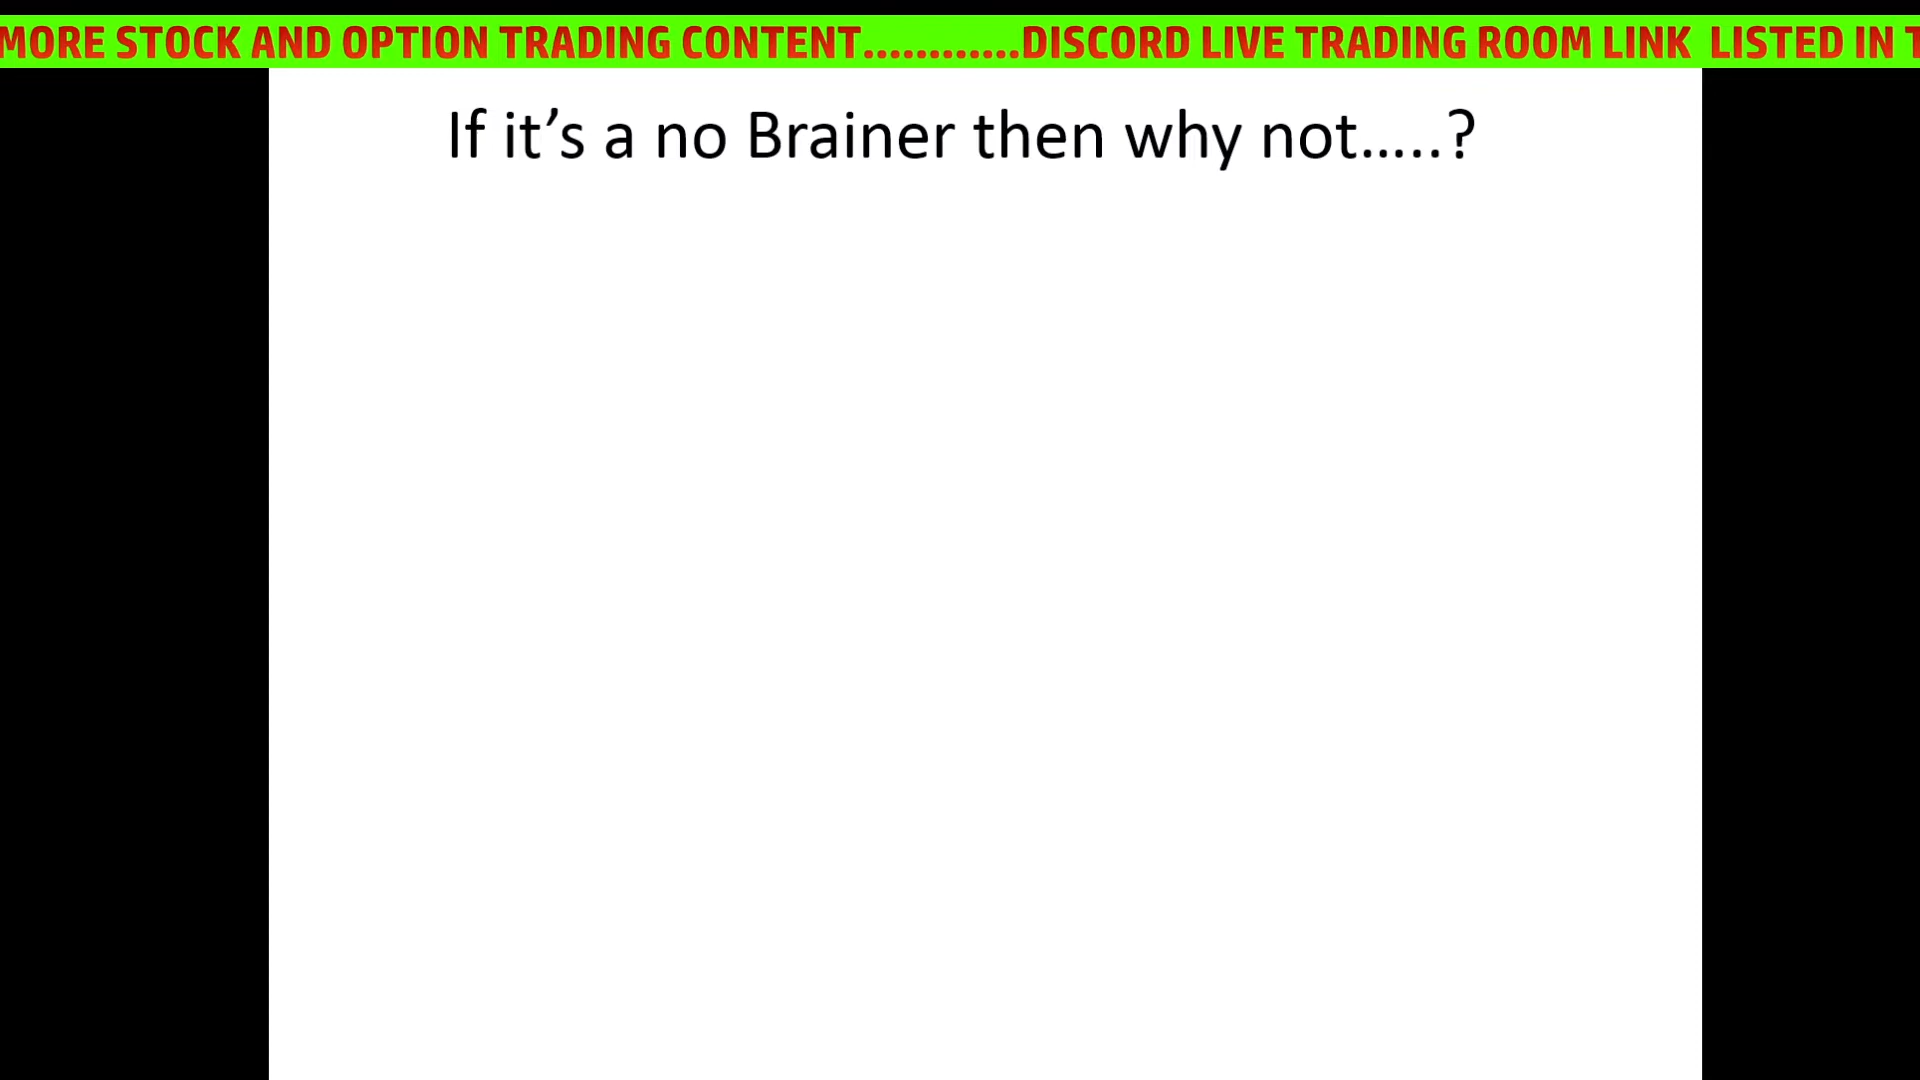 MORE STOCK AND OPTION TRADING CONTENT............DISCORD LIVE TRADING ROOM LINK LISTED IN
If it’s a no Brainer then why not…..?